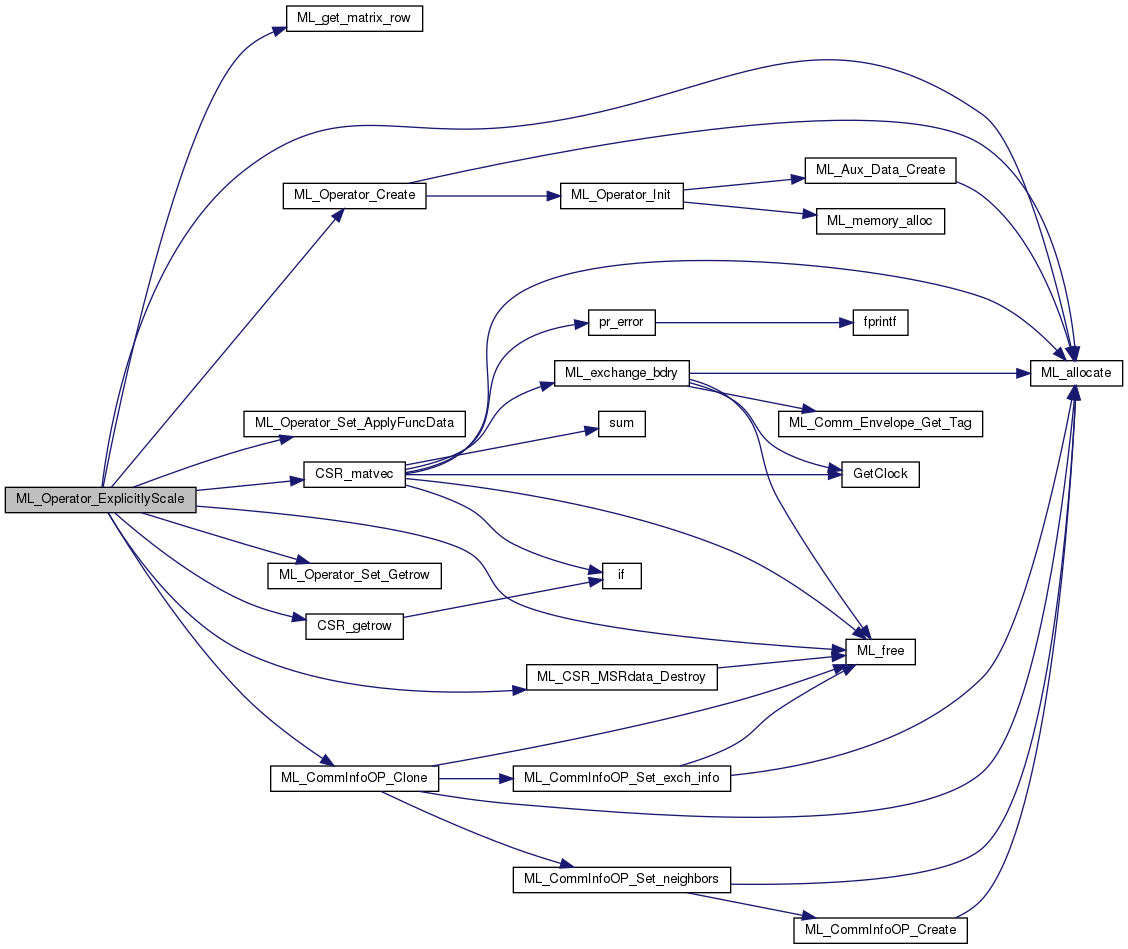 ML_get_matrix_row
ML_Aux_Data_Create
ML_Operator_Create
ML_Operator_Init
ML_memory_alloc
pr_error
fprintf
ML_exchange_bdry
ML_allocate
ML_Operator_Set_ApplyFuncData
sum
ML_Comm_Envelope_Get_Tag
CSR_matvec
GetClock
ML_Operator_ExplicitlyScale
ML_Operator_Set_Getrow
if
CSR_getrow
ML_free
ML_CSR_MSRdata_Destroy
ML_CommInfoOP_Clone
ML_CommInfoOP_Set_exch_info
ML_CommInfoOP_Set_neighbors
ML_CommInfoOP_Create